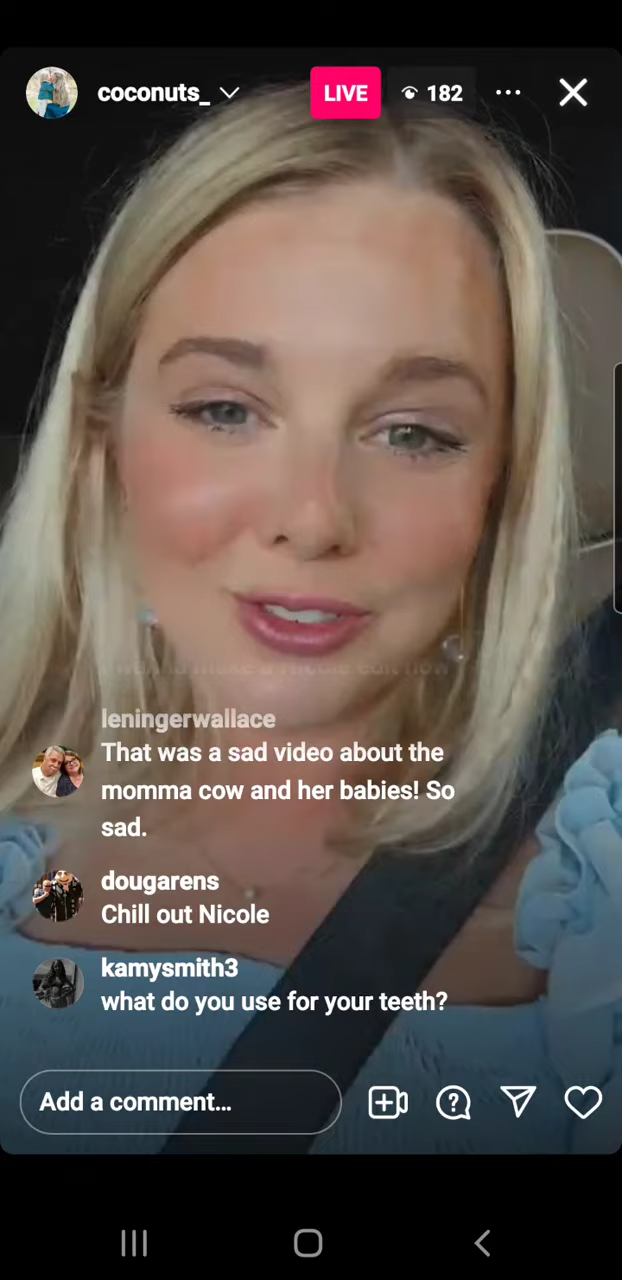 coconuts_
LIVE
182
leningerwallace
That was a sad video about the
momma cow and her babies! So
sad.
dougarens
Chill out Nicole
kamysmith3
what do you use for your teeth?
Add a comment...